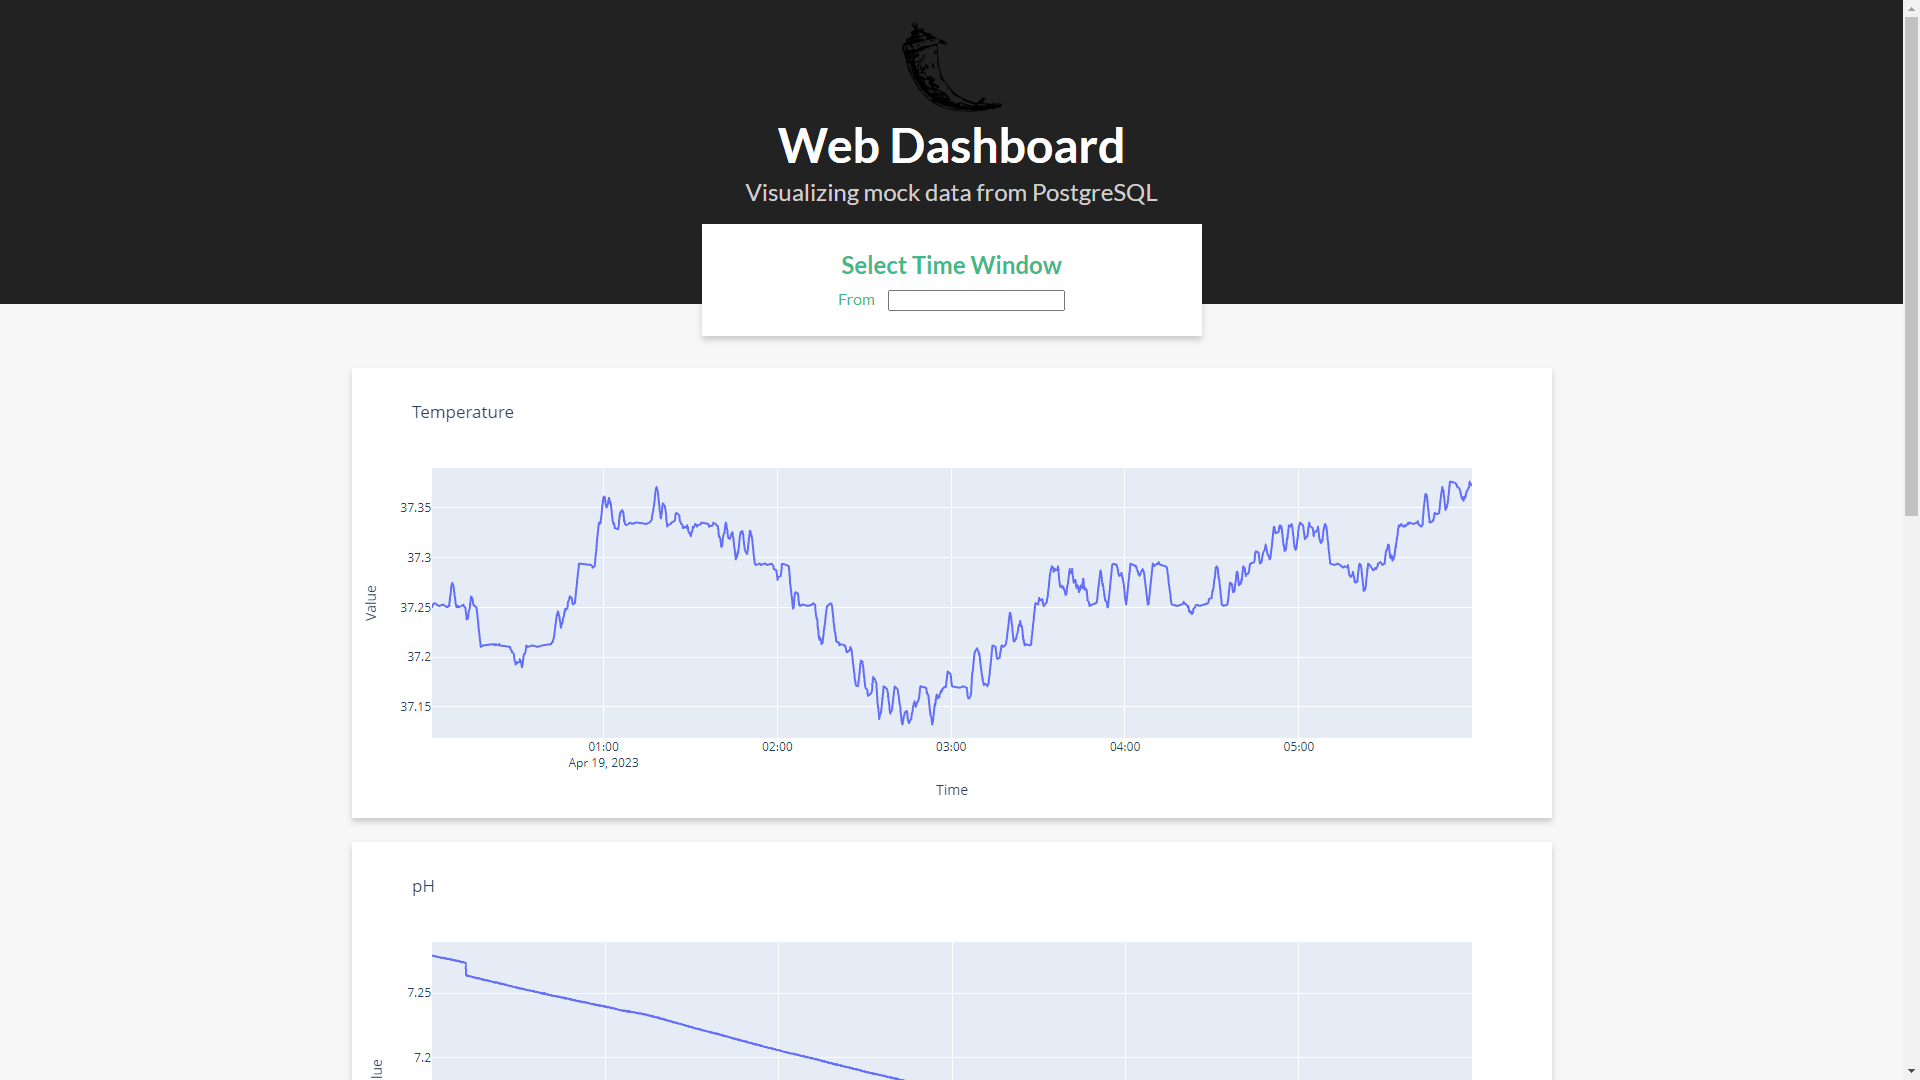 Web Dashboard
Visualizing mock data from PostgreSQL
Select Time Window
From
Temperature
37.35
37.3
37.25
37.2
37.15
Value
01:00 02:00 03:00 04:00 05:00
Apr 19, 2023
Time
pH
7.25
7.2